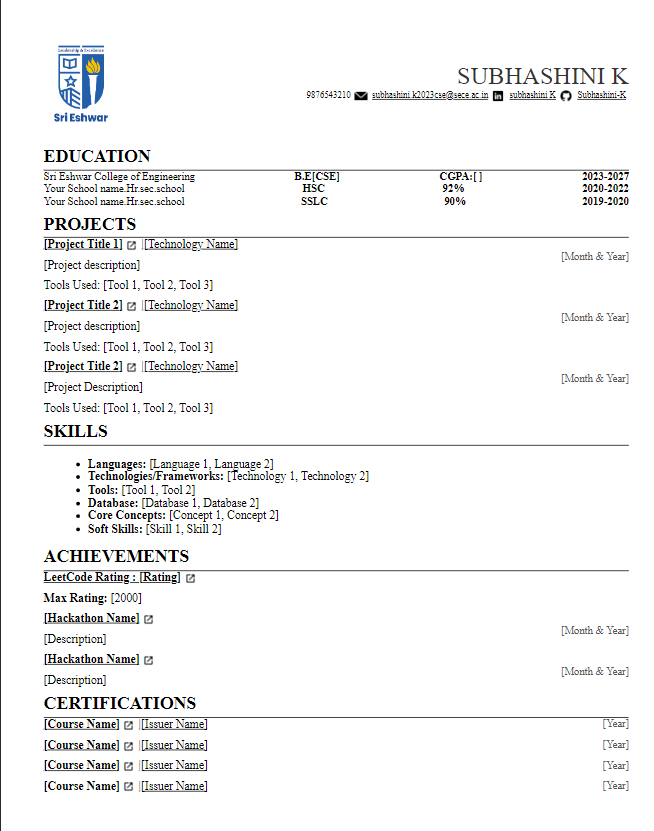 Leadership & Excellence
Sri Eshwar
SUBHASHINI K
9876543210 subhashini.k2023cse@sece.ac.in subhashini K Subhashini-K
EDUCATION
Sri Eshwar College of Engineering B.E[CSE] CGPA:[ ] 2023-2027
Your School name.Hr.sec.school HSC 92% 2020-2022
Your School name.Hr.sec.school SSLC 90% 2019-2020
PROJECTS
[Project Title 1] |[Technology Name]
[Month & Year]
[Project description]
Tools Used: [Tool 1, Tool 2, Tool 3]
[Project Title 2] |[Technology Name]
[Month & Year]
[Project description]
Tools Used: [Tool 1, Tool 2, Tool 3]
[Project Title 2] |[Technology Name]
[Month & Year]
[Project Description]
Tools Used: [Tool 1, Tool 2, Tool 3]
SKILLS
• Languages: [Language 1, Language 2]
• Technologies/Frameworks: [Technology 1, Technology 2]
• Tools: [Tool 1, Tool 2]
• Database: [Database 1, Database 2]
• Core Concepts: [Concept 1, Concept 2]
• Soft Skills: [Skill 1, Skill 2]
ACHIEVEMENTS
LeetCode Rating : [Rating]
Max Rating: [2000]
[Hackathon Name]
[Month & Year]
[Description]
[Hackathon Name]
[Month & Year]
[Description]
CERTIFICATIONS
[Course Name] |[Issuer Name] [Year]
[Course Name] |[Issuer Name] [Year]
[Course Name] |[Issuer Name] [Year]
[Course Name] |[Issuer Name] [Year]